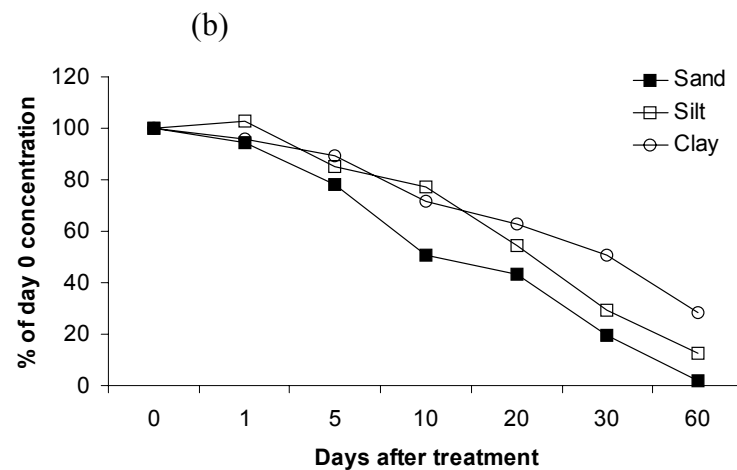 (b)
120
100
80
60
40
20
0
% of day 0 concentration
Sand
Silt
Clay
0 1 5 10 20 30 60
Days after treatment